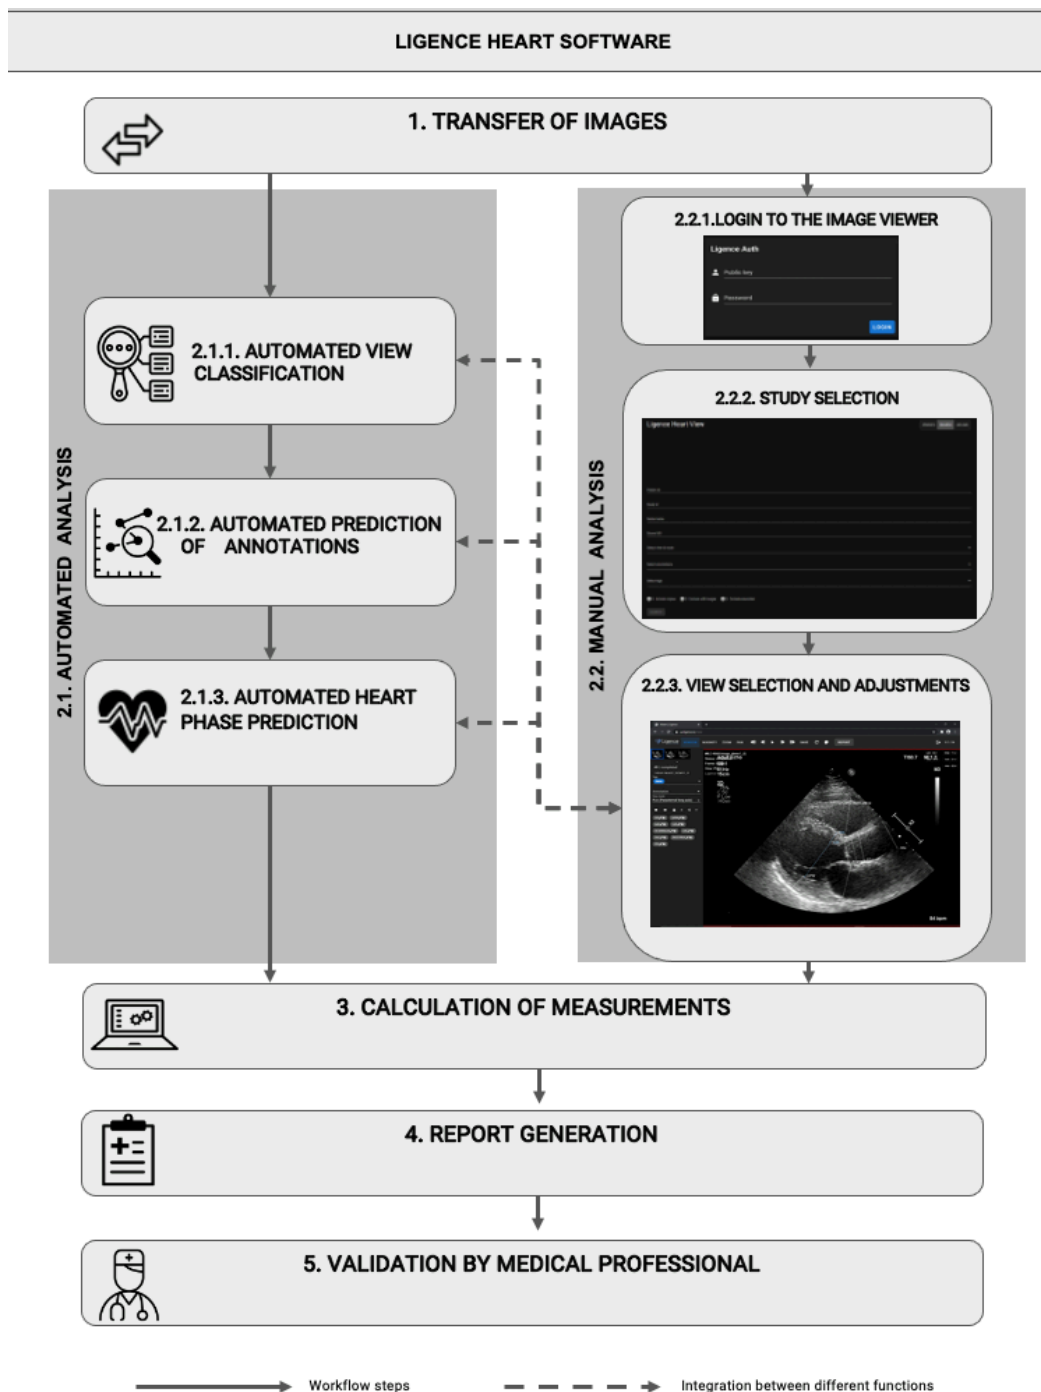 LIGENCE HEART SOFTWARE
1. TRANSFER OF IMAGES
2.1. AUTOMATED ANALYSIS
2.1.1. AUTOMATED VIEW
CLASSIFICATION
2.1.2. AUTOMATED PREDICTION
OF ANNOTATIONS
2.1.3. AUTOMATED HEART
PHASE PREDICTION
2.2. MANUAL ANALYSIS
2.2.1.LOGIN TO THE IMAGE VIEWER
Ligence Auth
Public key
Password
LOGIN
2.2.2. STUDY SELECTION
Ligence Heart View
2.2.3. VIEW SELECTION AND ADJUSTMENTS
Ligence
3. CALCULATION OF MEASUREMENTS
4. REPORT GENERATION
5. VALIDATION BY MEDICAL PROFESSIONAL
Workflow steps
Integration between different functions